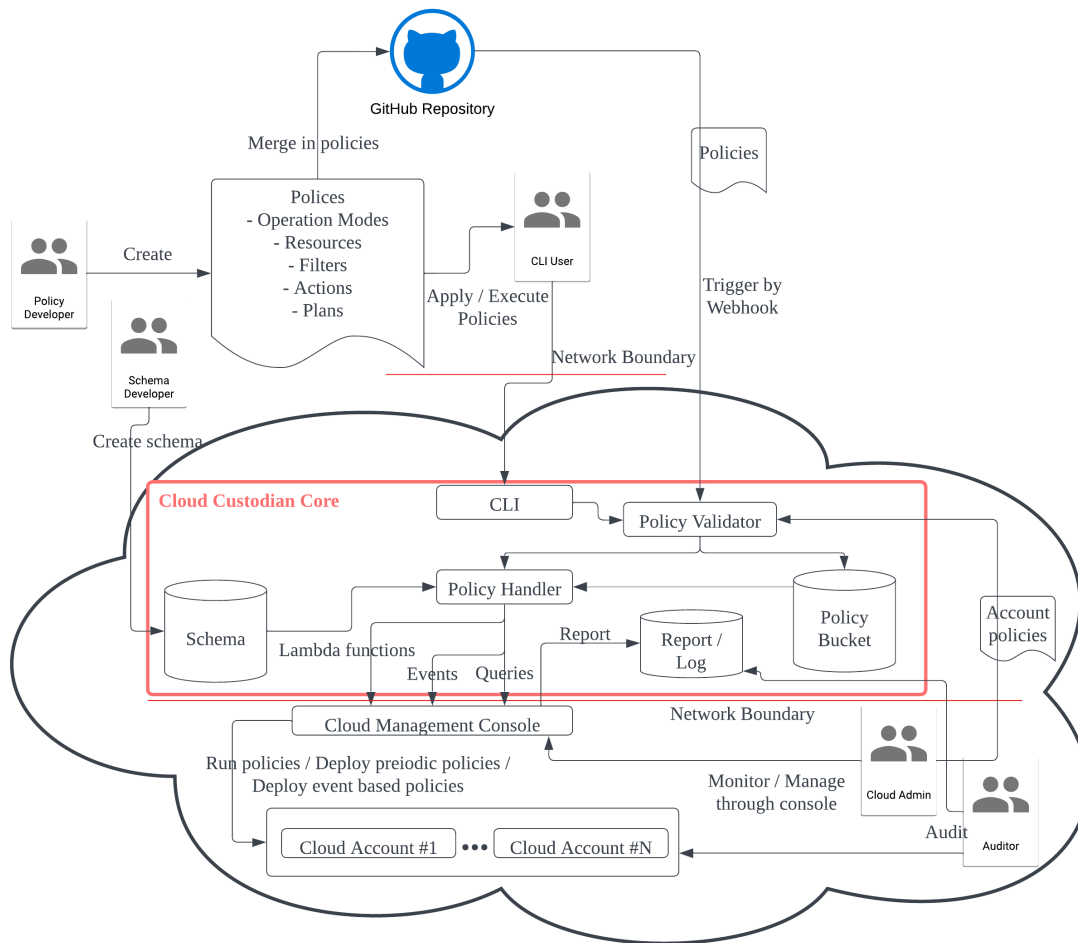 GitHub Repository
Merge in policies
Policies
Polices
- Operation Modes
- Resources
- Filters
- Actions
- Plans
Create
Policy
Developer
CLI User
Apply / Execute
Policies
Trigger by
Webhook
Schema
Developer
Network Boundary
Create schema
Cloud Custodian Core
CLI
Policy Validator
Policy Handler
Schema
Policy
Bucket
Account
policies
Report
Report /
Log
Lambda functions
Events
Queries
Network Boundary
Cloud Management Console
Run policies / Deploy preiodic policies /
Deploy event based policies
Monitor / Manage
through console
Cloud Admin
Audit
Auditor
Cloud Account #1
•••
Cloud Account #N